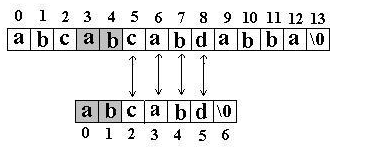 0 1 2 3 4 5 6 7 8 9 10 11 12 13
a b c a b c a b d a b b a \0
a b c a b d \0
0 1 2 3 4 5 6